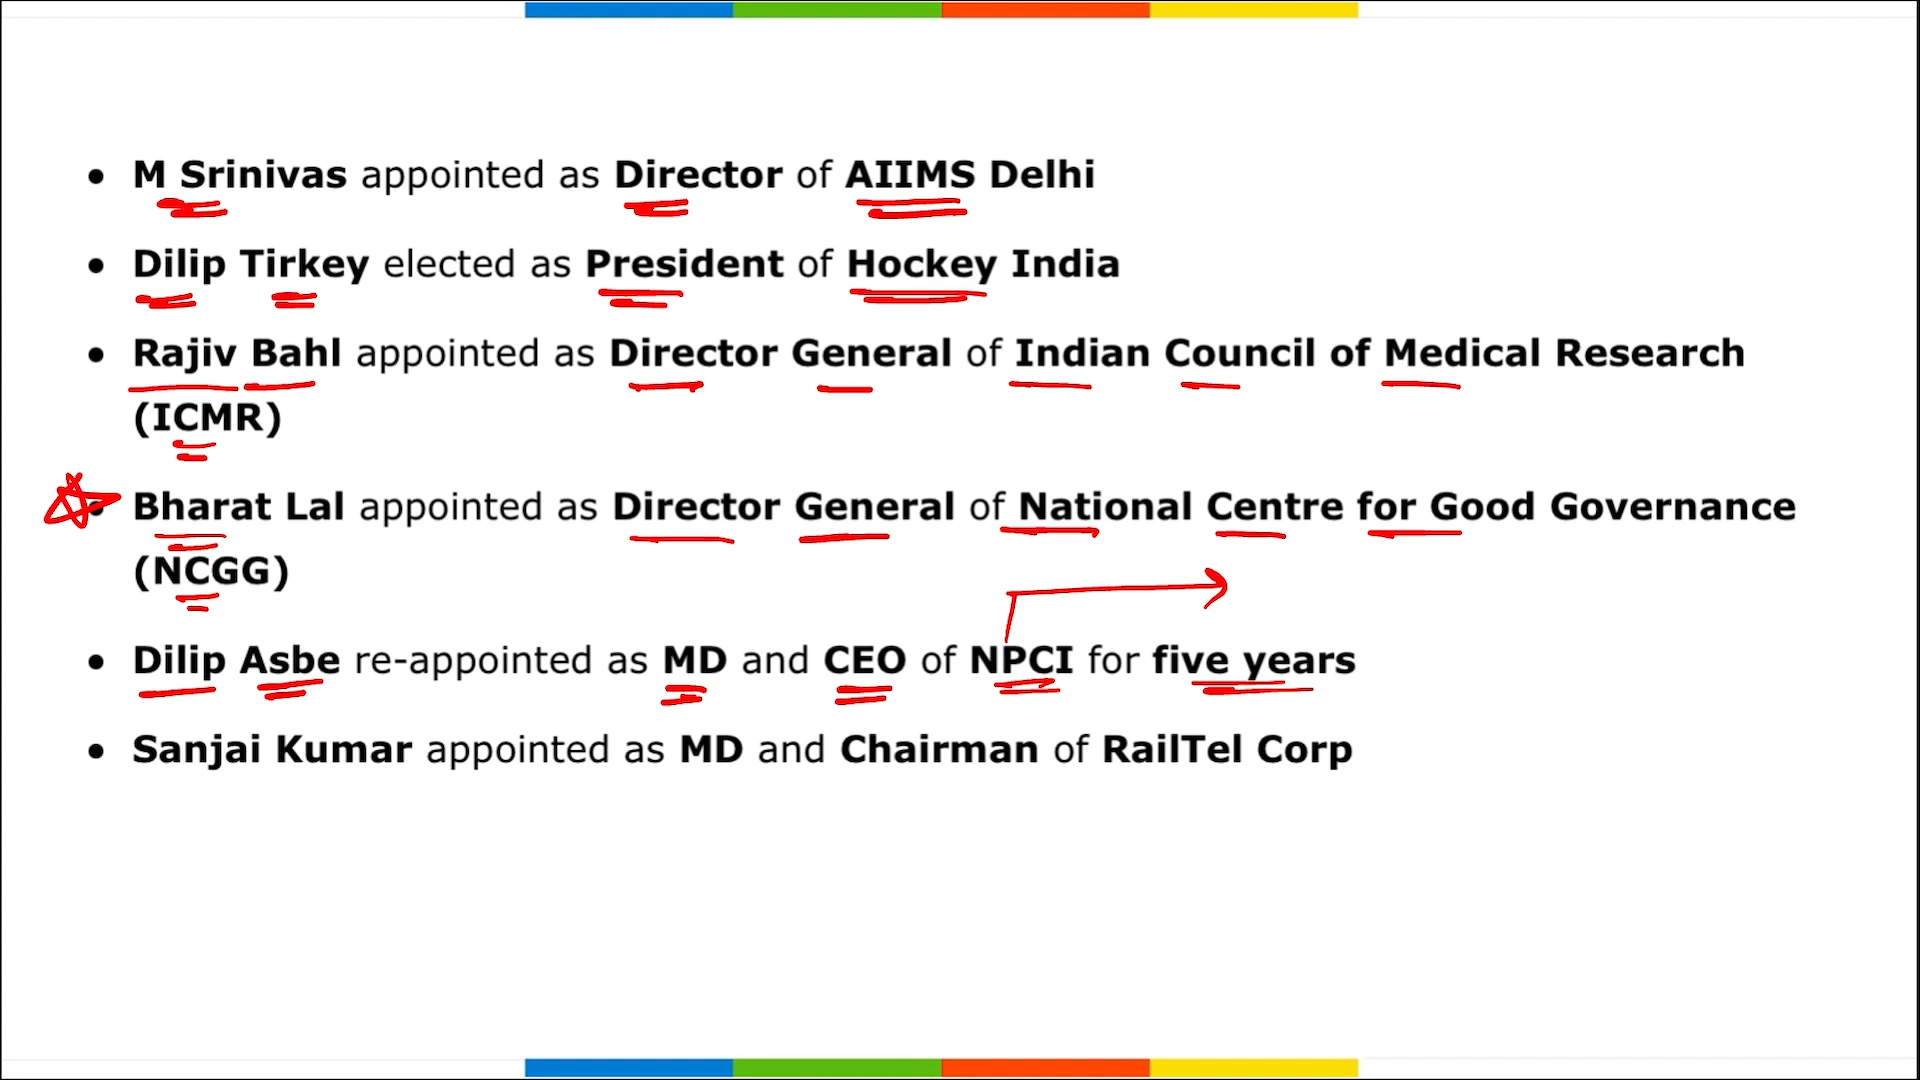 • M Srinivas appointed as Director of AIIMS Delhi
• Dilip Tirkey elected as President of Hockey India
• Rajiv Bahl appointed as Director General of Indian Council of Medical Research
(ICMR)
• Bharat Lal appointed as Director General of National Centre for Good Governance
(NCGG)
• Dilip Asbe re-appointed as MD and CEO of NPCI for five years
• Sanjai Kumar appointed as MD and Chairman of RailTel Corp